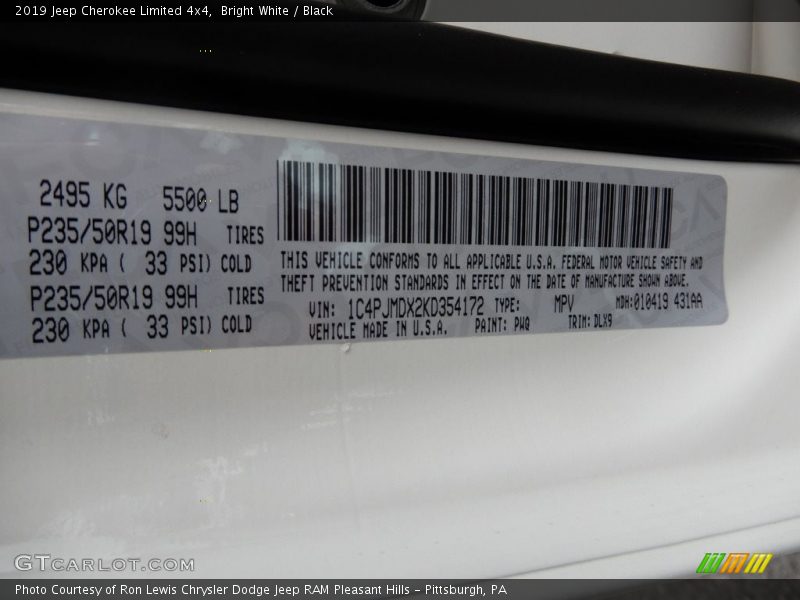 2019 Jeep Cherokee Limited 4x4,  Bright White / Black
2495 KG 5500 LB
P235/50R19 99H TIRES
230 KPA ( 33 PSI) COLD
P235/50R19 99H TIRES
230 KPA ( 33 PSI) COLD
THIS VEHICLE CONFORMS TO ALL APPLICABLE U.S.A. FEDERAL MOTOR VEHICLE SAFETY AND
THEFT PREVENTION STANDARDS IN EFFECT ON THE DATE OF MANUFACTURE SHOWN ABOVE.
VIN: 1C4PJMDX2KD354172 TYPE: MPV MDH:010419 431AA
VEHICLE MADE IN U.S.A. PAINT: PWQ TRIM:DLX9
GTCarLot.com
Photo Courtesy of Ron Lewis Chrysler Dodge Jeep RAM Pleasant Hills – Pittsburgh, PA